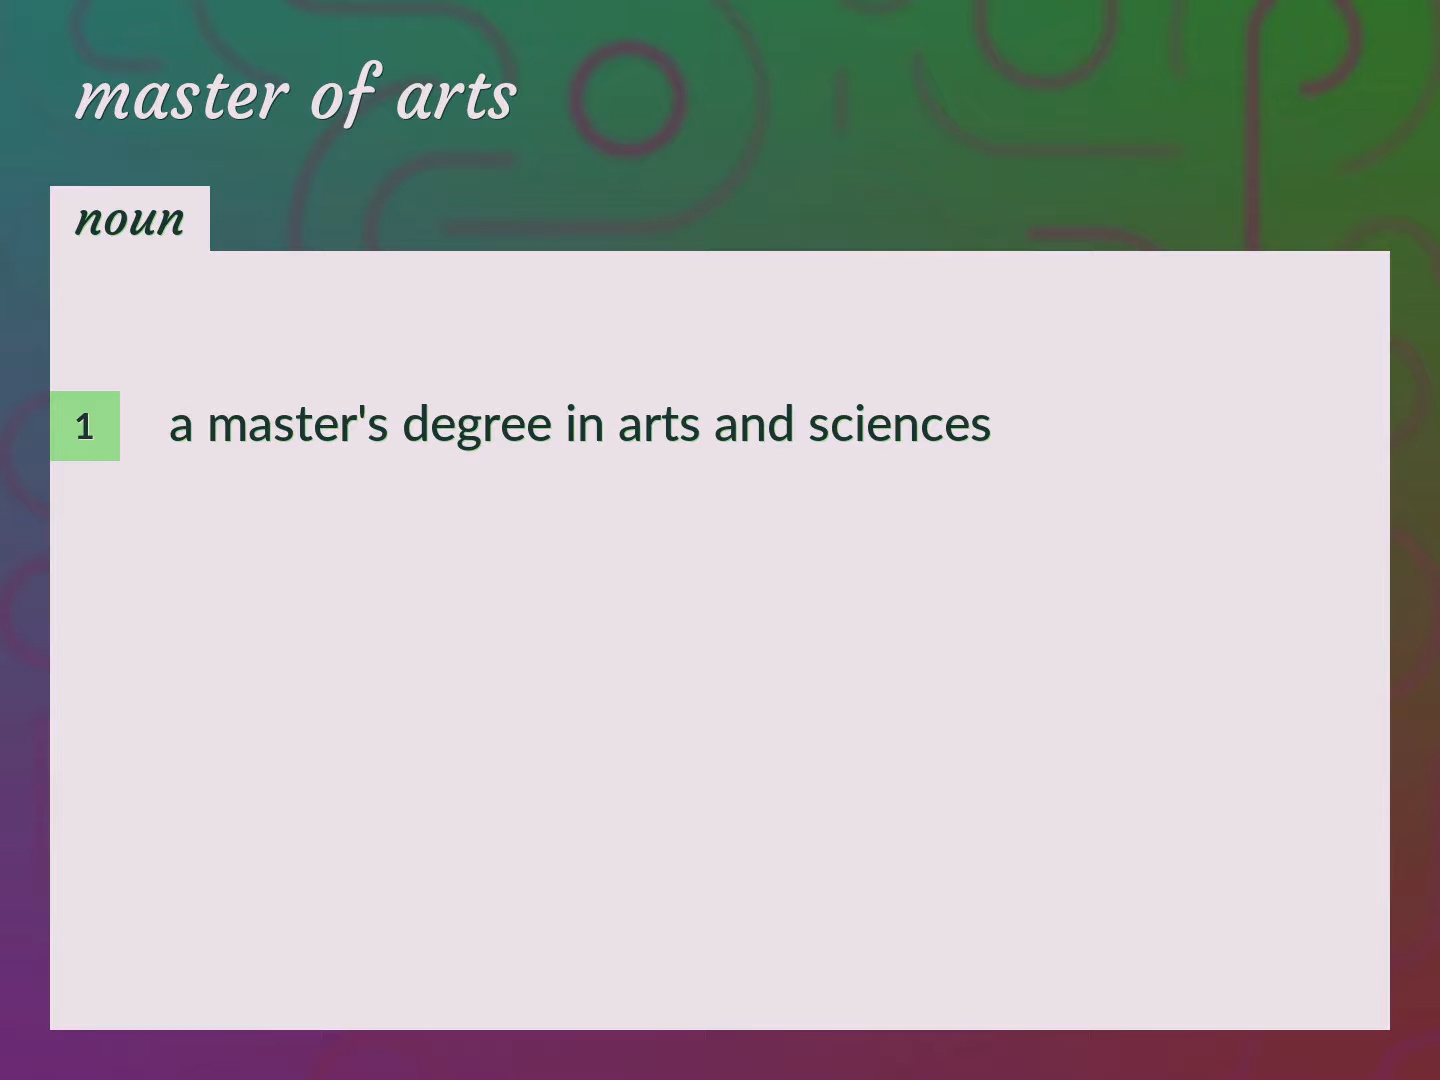 master of arts
noun
1 a master's degree in arts and sciences